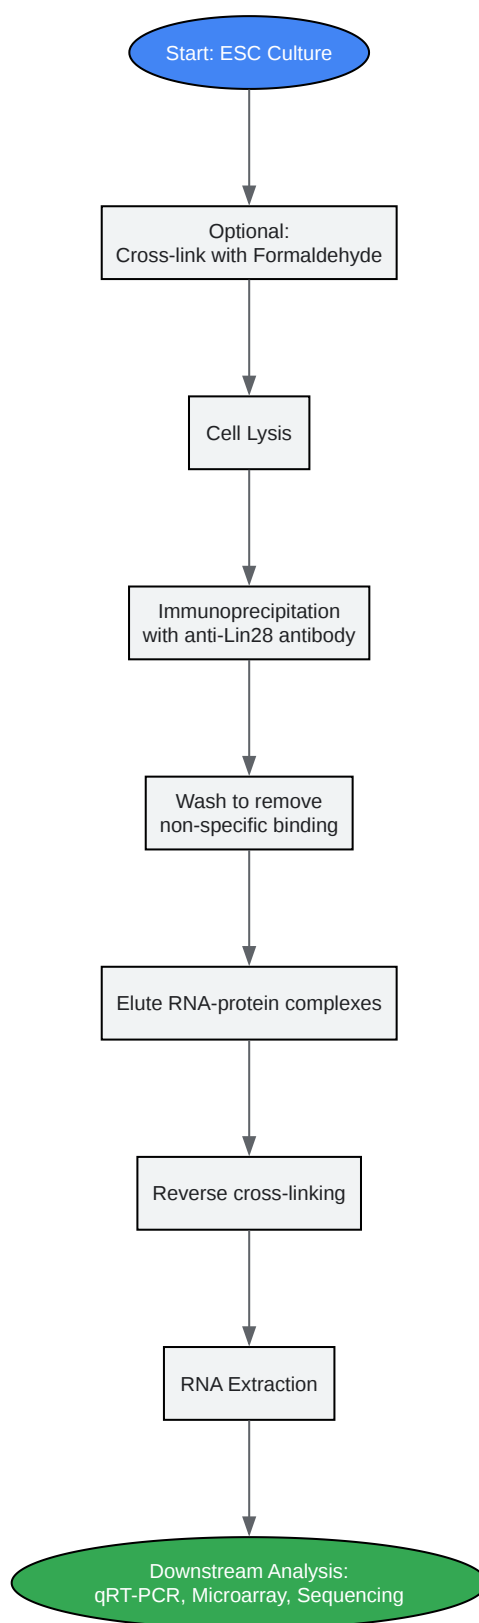 Start: ESC Culture
Optional:
Cross-link with Formaldehyde
Cell Lysis
Immunoprecipitation
with anti-Lin28 antibody
Wash to remove
non-specific binding
Elute RNA-protein complexes
Reverse cross-linking
RNA Extraction
Downstream Analysis:
qRT-PCR, Microarray, Sequencing